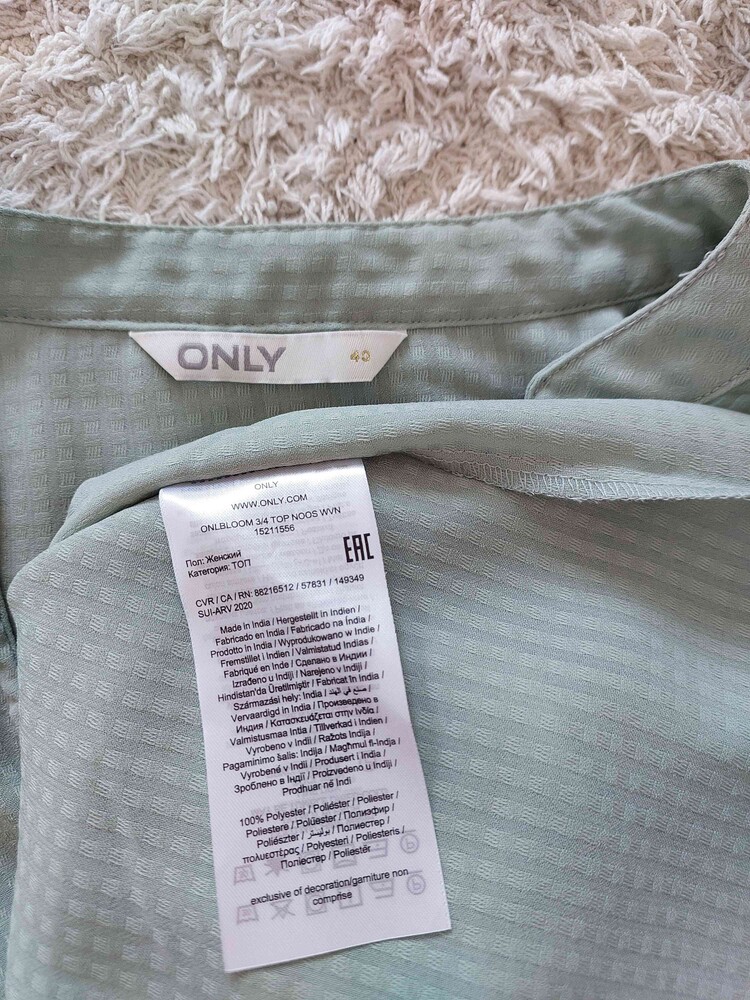 ONLY
40
ONLY
WWW.ONLY.COM
ONLBLOOM 3/4 TOP NOOS WVN
15211556
EAC
Пол: Женский
Категория: ТОП
CVR / CA / RN: 88216512 / 57831 / 149349
SUI-ARV 2020
Made in India / Hergestellt in Indien /
Fabricado en India / Fabricado na Índia /
Prodotto in India / Wyprodukowano w Indie /
Fremstillet i Indien / Valmistatud Indias /
Fabriqué en Inde / Сделано в Индии /
Izrađeno u Indiji / Narejeno v Indiji /
Hindistan'da Üretilmiştir / Fabricat în India /
Származási hely: India / صنع في الهند /
Vervaardigd in India / Произведено в
Индия / Κατασκευάζεται στην Ινδία /
Valmistusmaa Intia / Tillverkad i Indien /
Vyrobeno v Indii / Ražots Indija /
Pagaminimo šalis: Indija / Magħmul fl-Indja /
Vyrobené v Indii / Produsert i India /
Зроблено в Індії / Proizvedeno u Indiji /
Prodhuar në Indi
100% Polyester / Poliéster / Poliester /
Poliestere / Polüester / Полиэфир /
Poliészter / بوليستر / Полиестер /
πολυεστέρας / Polyesteri / Poliesteris /
Поліестер / Poliestër
exclusive of decoration/garniture non
comprise